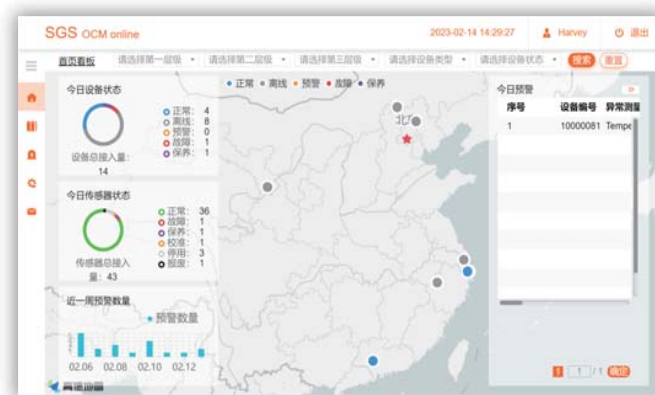 SGS OCM online
2023-02-14 14:29:27
Harvey
退出
首页看板
请选择第一层级
请选择第二层级
请选择第三层级
请选择设备类型
请选择设备状态
搜索
重置
今日设备状态
正常: 4
离线: 8
预警: 0
故障: 1
保养: 1
设备总接入量:
14
今日传感器状态
正常: 36
故障: 1
保养: 1
校准: 1
停用: 3
报废: 1
传感器总接入
量: 43
近一周预警数量
预警数量
02.06 02.08 02.10 02.12
高德地图
正常 离线 预警 故障 保养
今日预警
序号 设备编号 异常测量
1 10000081 Tempe
1 1 / 1 确定